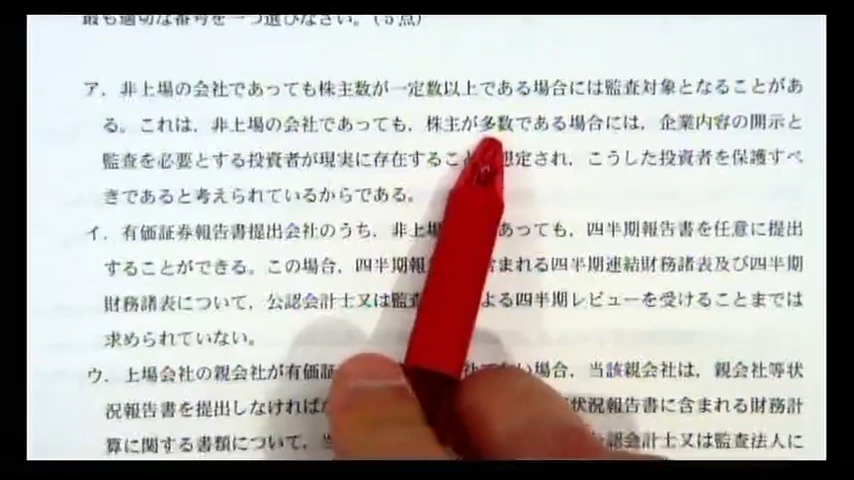 最も適切な番号を一つ選びなさい。(5点)
ア. 非上場の会社であっても株主数が一定数以上である場合には監査対象となることがあ
る。これは、非上場の会社であっても、株主が多数である場合には、企業内容の開示と
監査を必要とする投資者が現実に存在すること 想定され、こうした投資者を保護すべ
きであると考えられているからである。
イ. 有価証券報告書提出会社のうち、非上 あっても、四半期報告書を任意に提出
することができる。この場合、四半期報 含まれる四半期連結財務諸表及び四半期
財務諸表について、公認会計士又は監査 よる四半期レビューを受けることまでは
求められていない。
ウ. 上場会社の親会社が有価証 ない場合、当該親会社は、親会社等状
況報告書を提出しなければ 状況報告書に含まれる財務計
算に関する書類について、 公認会計士又は監査法人に